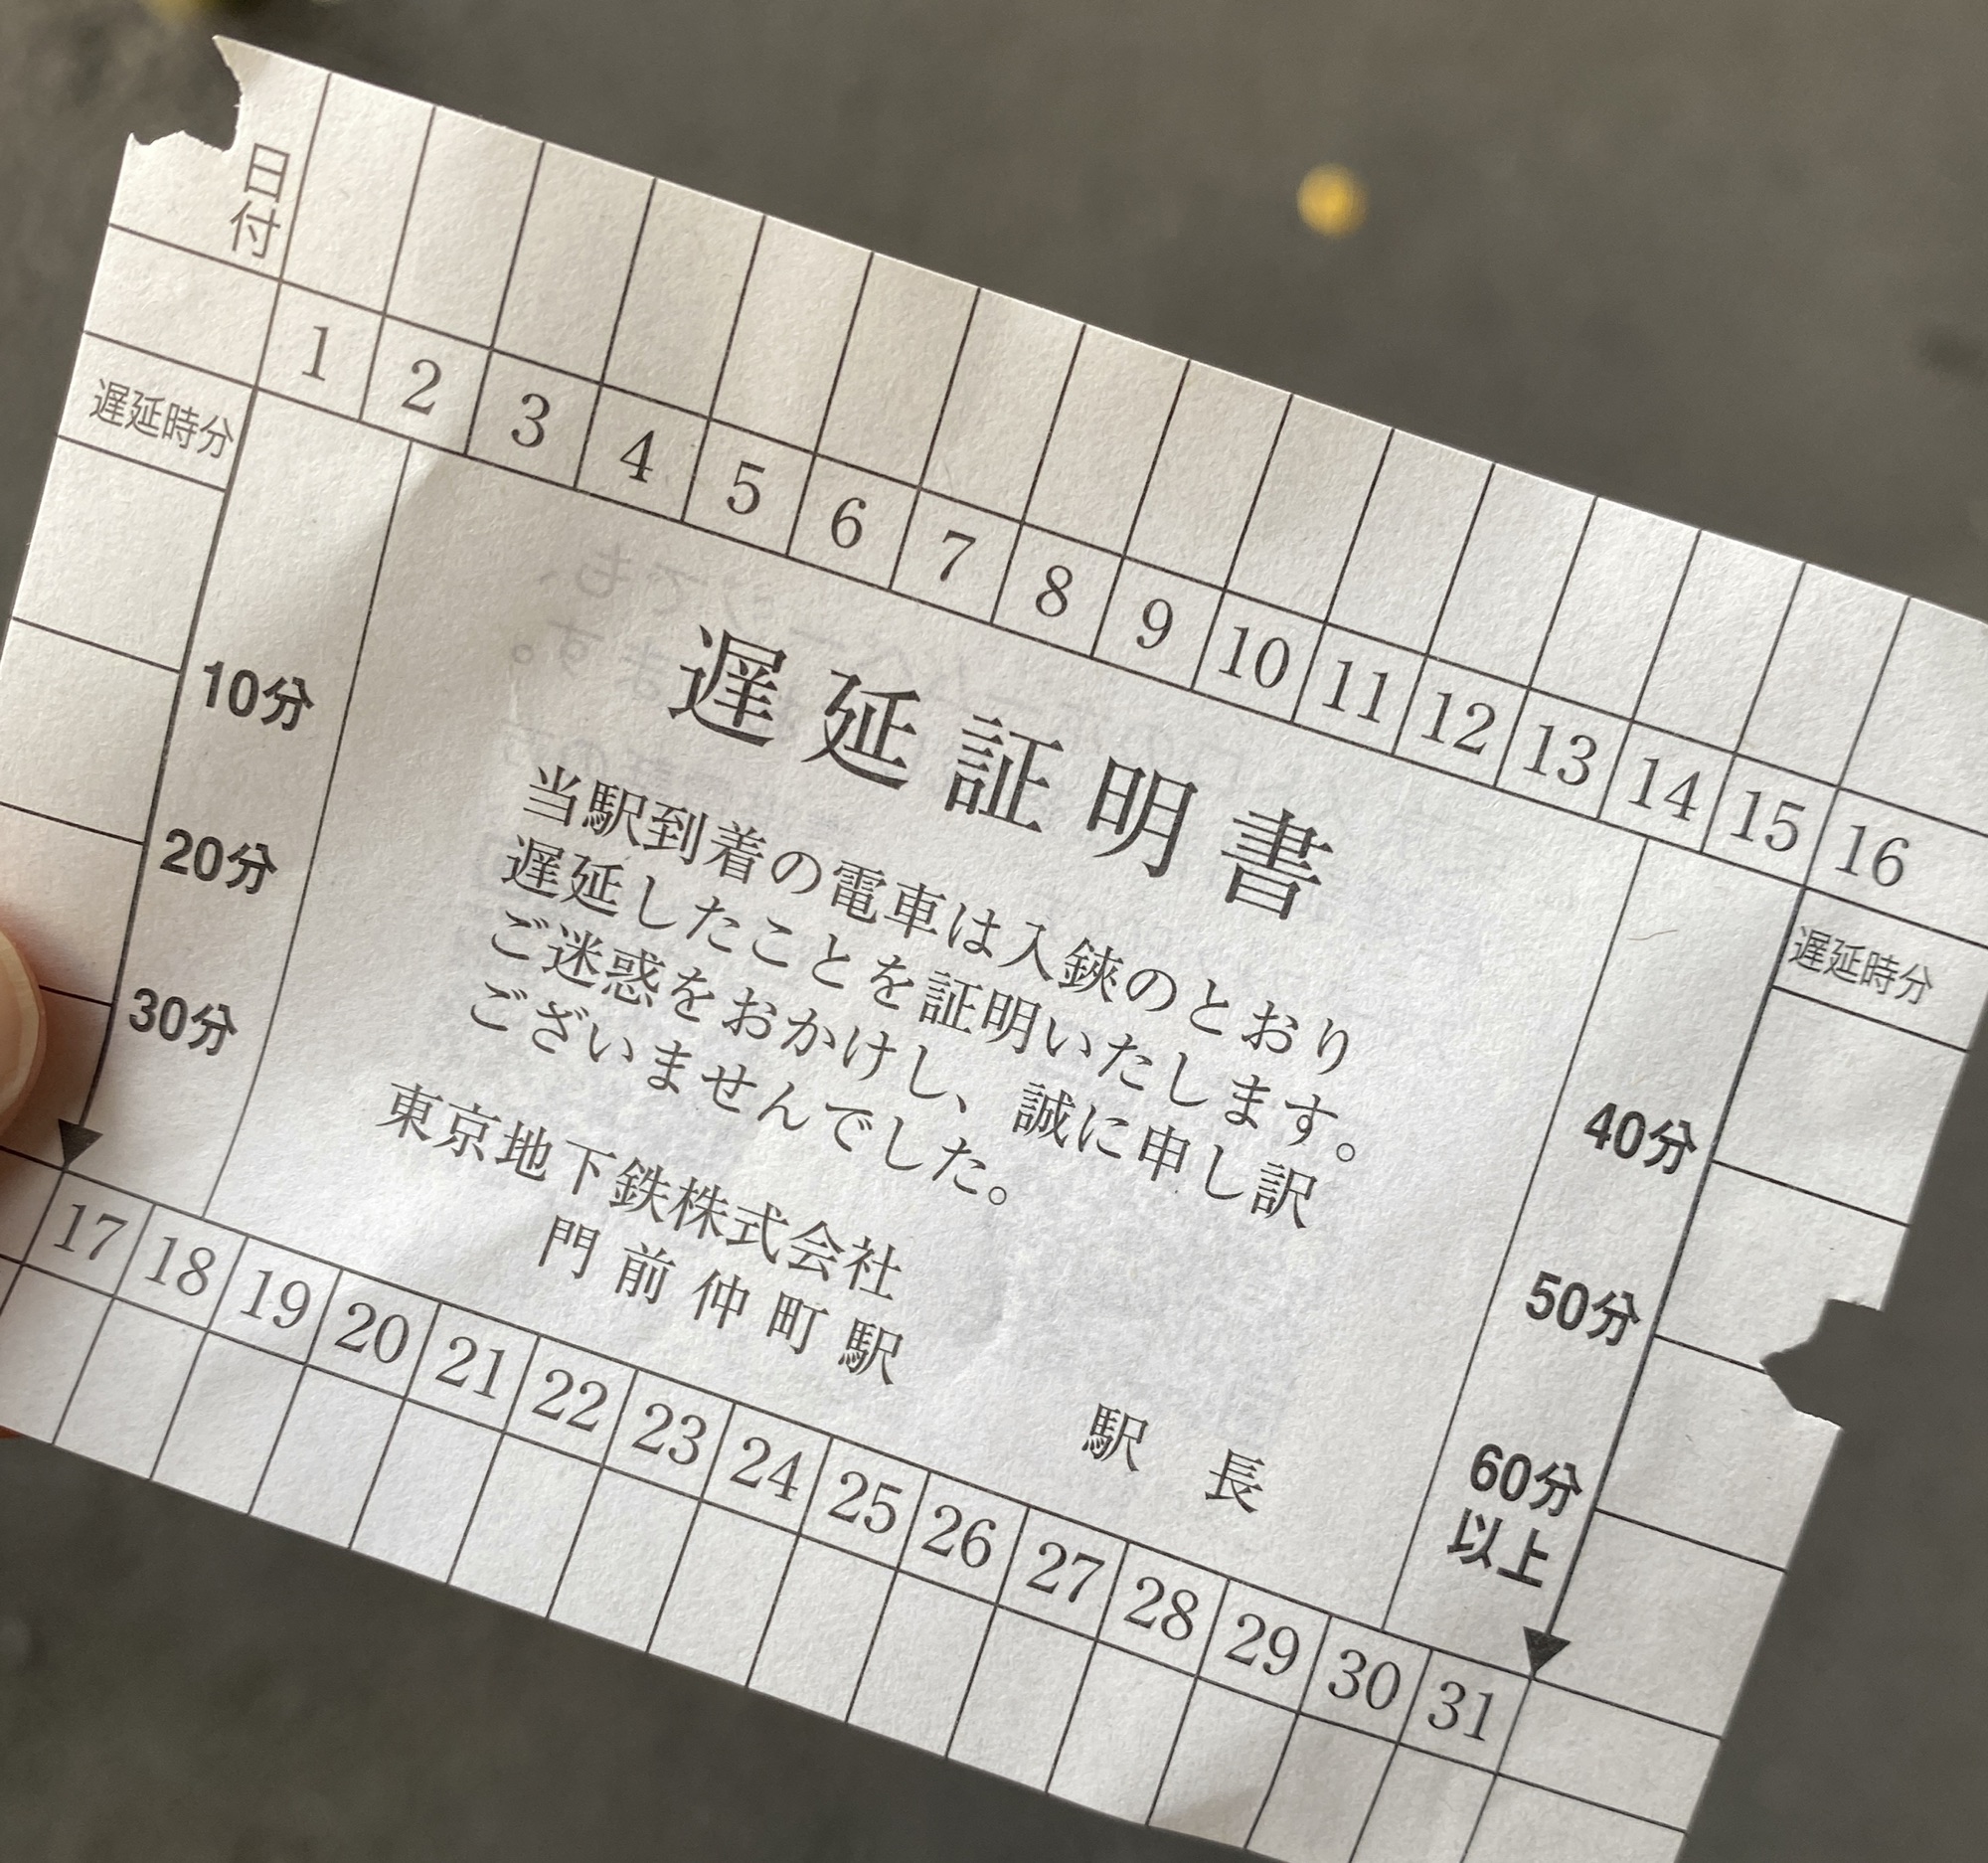 日付
1 2 3 4 5 6 7 8 9 10 11 12 13 14 15 16
遅延時分
10分
20分
30分
遅延証明書
当駅到着の電車は入鋏のとおり
遅延したことを証明いたします。
ご迷惑をおかけし、誠に申し訳
ございませんでした。
東京地下鉄株式会社
門前仲町駅
駅長
遅延時分
40分
50分
60分
以上
17 18 19 20 21 22 23 24 25 26 27 28 29 30 31